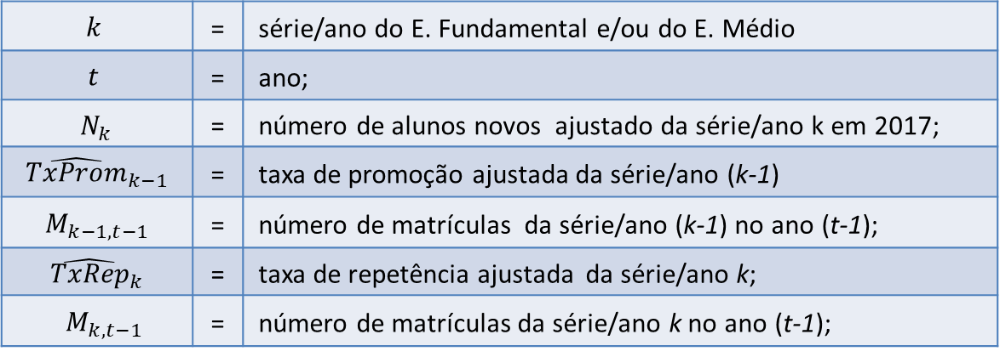 k = série/ano do E. Fundamental e/ou do E. Médio
t = ano;
N_k = número de alunos novos ajustado da série/ano k em 2017;
\widehat{TxProm}_{k-1} = taxa de promoção ajustada da série/ano (k-1)
M_{k-1,t-1} = número de matrículas da série/ano (k-1) no ano (t-1);
\widehat{TxRep}_k = taxa de repetência ajustada da série/ano k;
M_{k,t-1} = número de matrículas da série/ano k no ano (t-1);